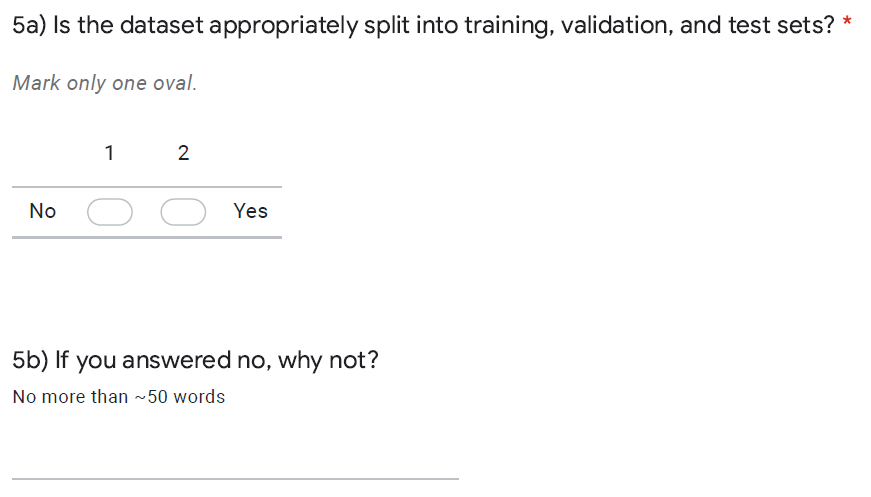 5a) Is the dataset appropriately split into training, validation, and test sets? *
Mark only one oval.
1 2
No Yes
5b) If you answered no, why not?
No more than ~50 words